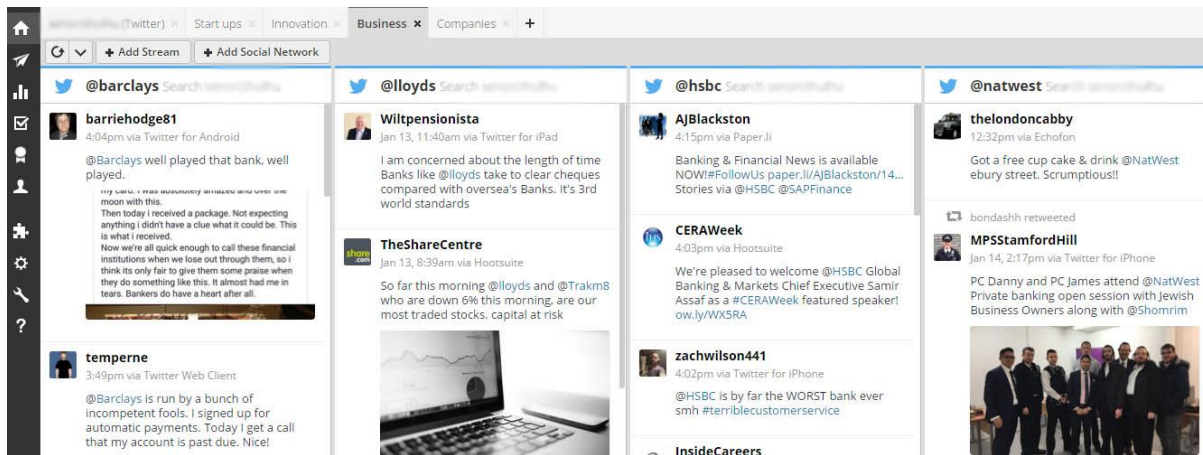 (Twitter) × Start ups × Innovation × Business × Companies × +
+ Add Stream + Add Social Network
@barclays Search
barriehodge81
4:04pm via Twitter for Android
@Barclays well played that bank, well
played.
my card. I was absolutely amazed and over the
moon with this.
Then today i received a package. Not expecting
anything i didn't have a clue what it could be. This
is what i received.
Now we're all quick enough to call these financial
institutions when we lose out through them, so i
think its only fair to give them some praise when
they do something like this. It almost had me in
tears. Bankers do have a heart after all.
temperne
3:49pm via Twitter Web Client
@Barclays is run by a bunch of
incompetent fools. I signed up for
automatic payments. Today I get a call
that my account is past due. Nice!
@lloyds Search
Wiltpensionista
Jan 13, 11:40am via Twitter for iPad
I am concerned about the length of time
Banks like @lloyds take to clear cheques
compared with oversea's Banks. It's 3rd
world standards
share
.com
TheShareCentre
Jan 13, 8:39am via Hootsuite
So far this morning @lloyds and @Trakm8
who are down 6% this morning, are our
most traded stocks. capital at risk
@hsbc Search
AJBlackston
4:15pm via Paper.li
Banking & Financial News is available
NOW!#FollowUs paper.li/AJBlackston/14...
Stories via @HSBC @SAPFinance
IHS
CERAWeek
4:03pm via Hootsuite
We're pleased to welcome @HSBC Global
Banking & Markets Chief Executive Samir
Assaf as a #CERAWeek featured speaker!
ow.ly/WX5RA
zachwilson441
4:02pm via Twitter for iPhone
@HSBC is by far the WORST bank ever
smh #terriblecustomerservice
InsideCareers
@natwest Search
thelondoncabby
12:32pm via Echofon
Got a free cup cake & drink @NatWest
ebury street. Scrumptious!!
bondashh retweeted
MPSStamfordHill
Jan 14, 2:17pm via Twitter for iPhone
PC Danny and PC James attend @NatWest
Private banking open session with Jewish
Business Owners along with @Shomrim